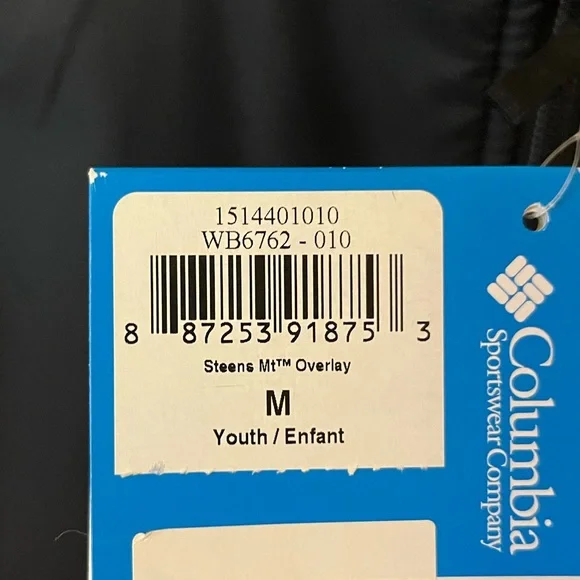 1514401010
WB6762 - 010
8 87253 91875 3
Steens Mt™ Overlay
M
Youth / Enfant
Columbia
Sportswear Company